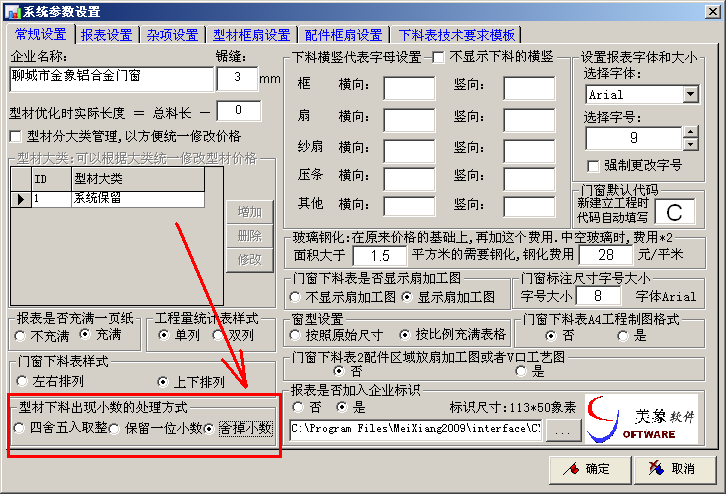 系统参数设置
常规设置 报表设置 杂项设置 型材框扇设置 配件框扇设置 下料表技术要求模板
企业名称: 锯缝:
聊城市金象铝合金门窗 3 mm
型材优化时实际长度 = 总料长 — 0
型材分大类管理,以方便统一修改价格
型材大类:可以根据大类统一修改型材价格
ID 型材大类
1 系统保留
增加
删除
修改
报表是否充满一页纸
不充满 充满
工程量统计表样式
单列 双列
门窗下料表样式
左右排列 上下排列
型材下料出现小数的处理方式
四舍五入取整 保留一位小数 舍掉小数
下料横竖代表字母设置 不显示下料的横竖
框 横向: 竖向:
扇 横向: 竖向:
纱扇 横向: 竖向:
压条 横向: 竖向:
其他 横向: 竖向:
设置报表字体和大小
选择字体:
Arial
选择字号:
9
强制更改字号
门窗默认代码
新建立工程时
代码自动填写 C
玻璃钢化:在原来价格的基础上,再加这个费用.中空玻璃时,费用*2
面积大于 1.5 平方米的需要钢化,钢化费用 28 元/平米
门窗下料表是否显示扇加工图
不显示扇加工图 显示扇加工图
门窗标注尺寸字号大小
字号大小 8 字体Arial
窗型设置
按照原始尺寸 按比例充满表格
门窗下料表A4工程制图格式
否 是
门窗下料表2配件区域放扇加工图或者V口工艺图
否 是
报表是否加入企业标识
否 是 标识尺寸:113*50象素
C:\Program Files\MeiXiang2009\interface\C\ ...
美象软件
SOFTWARE
确定 取消